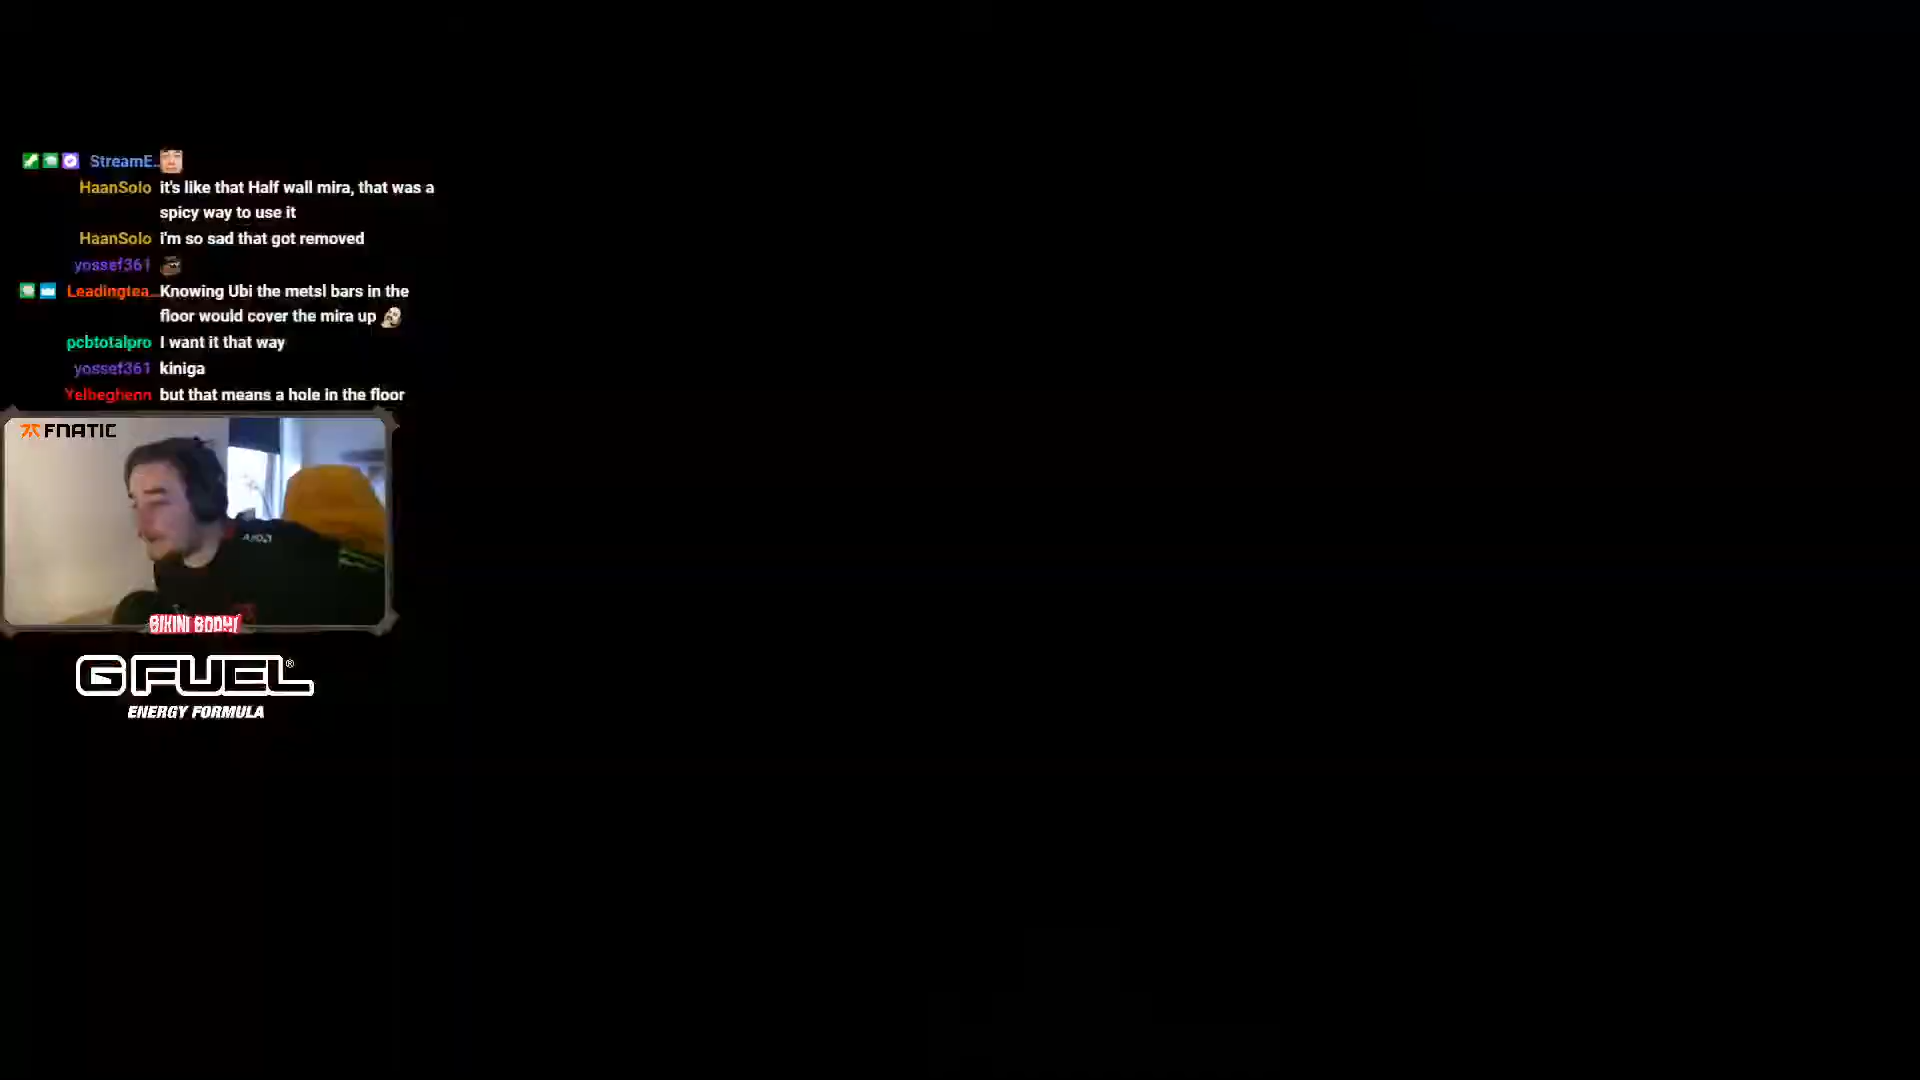 StreamE..
HaanSolo it's like that Half wall mira, that was a
spicy way to use it
HaanSolo i'm so sad that got removed
yossef361
Leadingtea... Knowing Ubi the metsl bars in the
floor would cover the mira up
pcbtotalpro I want it that way
yossef361 kiniga
Yelbeghenn but that means a hole in the floor
FNATIC
BIKINI BODHI
G FUEL®
ENERGY FORMULA